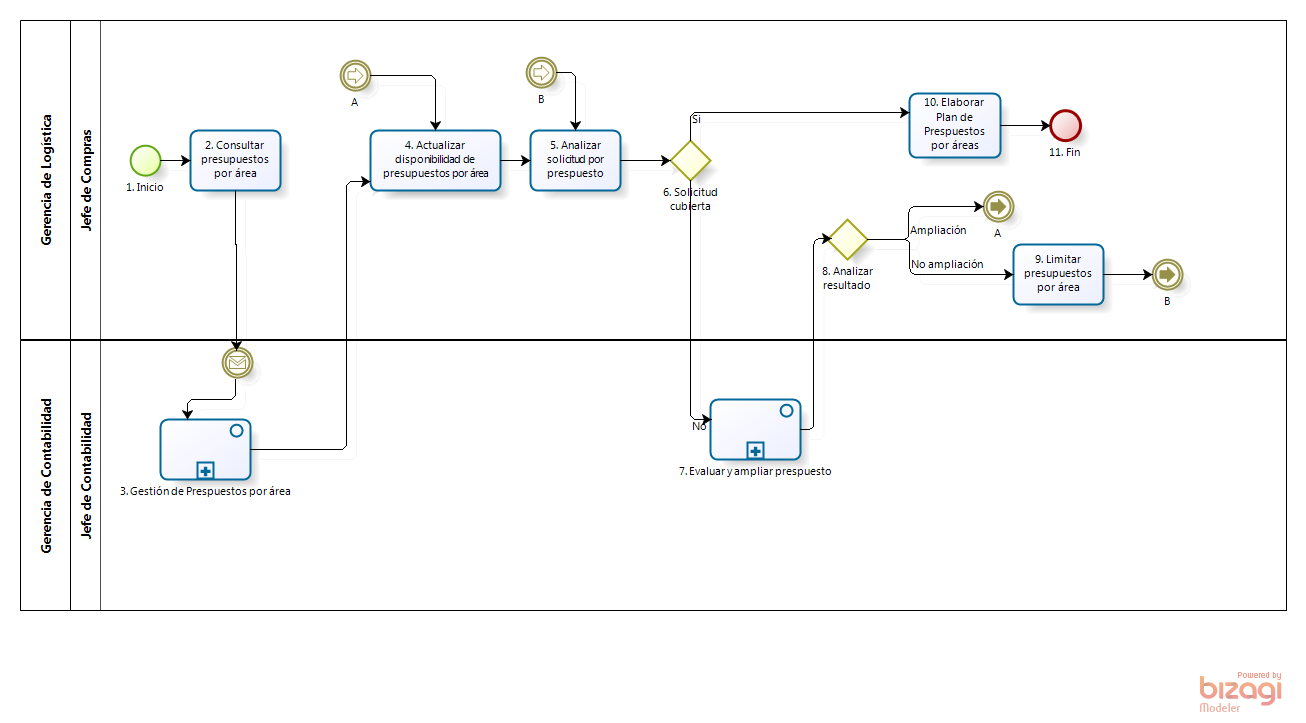 Gerencia de Logística
Jefe de Compras
1. Inicio
2. Consultar
presupuestos
por área
A
4. Actualizar
disponibilidad de
presupuestos por área
B
5. Analizar
solicitud por
prespuesto
Si
6. Solicitud
cubierta
10. Elaborar
Plan de
Prespuestos
por áreas
11. Fin
8. Analizar
resultado
Ampliación
A
No ampliación
9. Limitar
presupuestos
por área
B
Gerencia de Contabilidad
Jefe de Contabilidad
3. Gestión de Prespuestos por área
No
7. Evaluar y ampliar prespuesto
Powered by
bizagi
Modeler